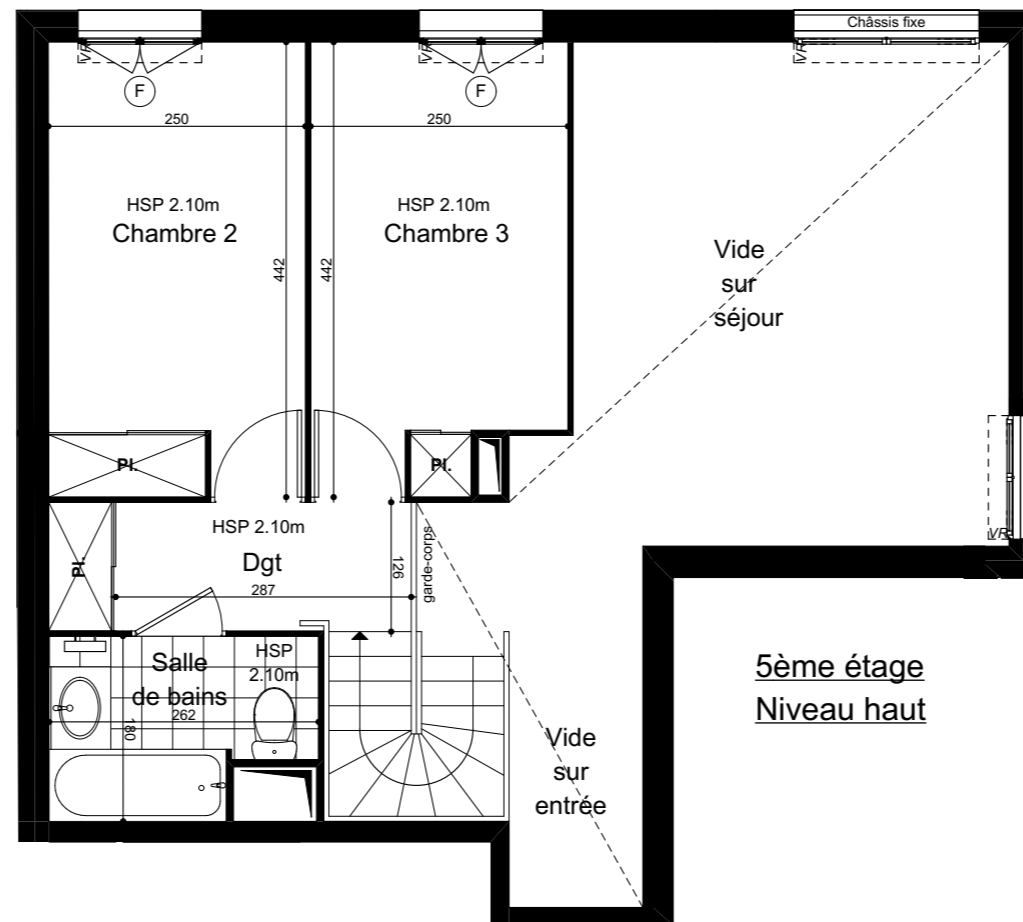 Châssis fixe
VR
VR
VR
F
F
250
250
HSP 2.10m
Chambre 2
HSP 2.10m
Chambre 3
442
442
Vide
sur
séjour
Pl.
Pl.
VR
HSP 2.10m
Dgt
287
126
garde-corps
Pl.
Salle
de bains
HSP
2.10m
262
180
Vide
sur
entrée
5ème étage
Niveau haut